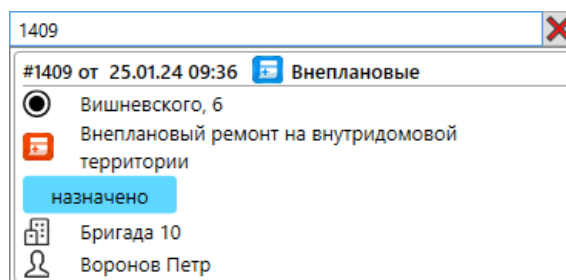 1409
#1409 от 25.01.24 09:36 Внеплановые
Вишневского, 6
Внеплановый ремонт на внутридомовой
территории
назначено
Бригада 10
Воронов Петр